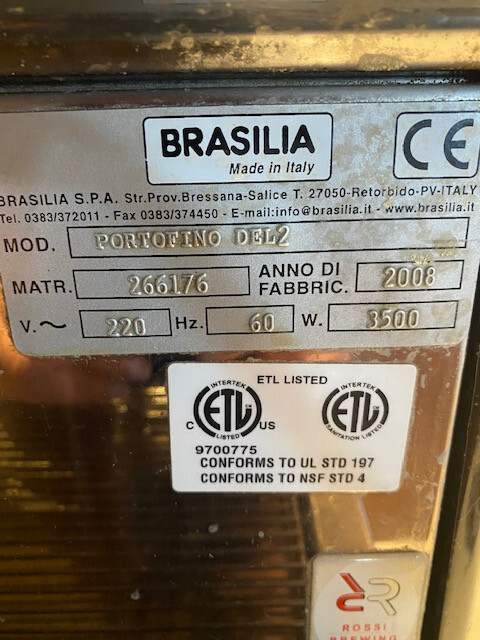 BRASILIA
Made in Italy
CE
BRASILIA S.P.A. Str.Prov.Bressana-Salice T. 27050-Retorbido-PV-ITALY
Tel. 0383/372011 - Fax 0383/374450 - E-mail:info@brasilia.it - www.brasilia.it
MOD. PORTOFINO DEL2
MATR. 266176 ANNO DI FABBRIC. 2008
V.~ 220 Hz. 60 W. 3500
ETL LISTED
INTERTEK INTERTEK
C ETL US ETL
LISTED SANITATION LISTED
9700775
CONFORMS TO UL STD 197
CONFORMS TO NSF STD 4
ROSSI
BREWING